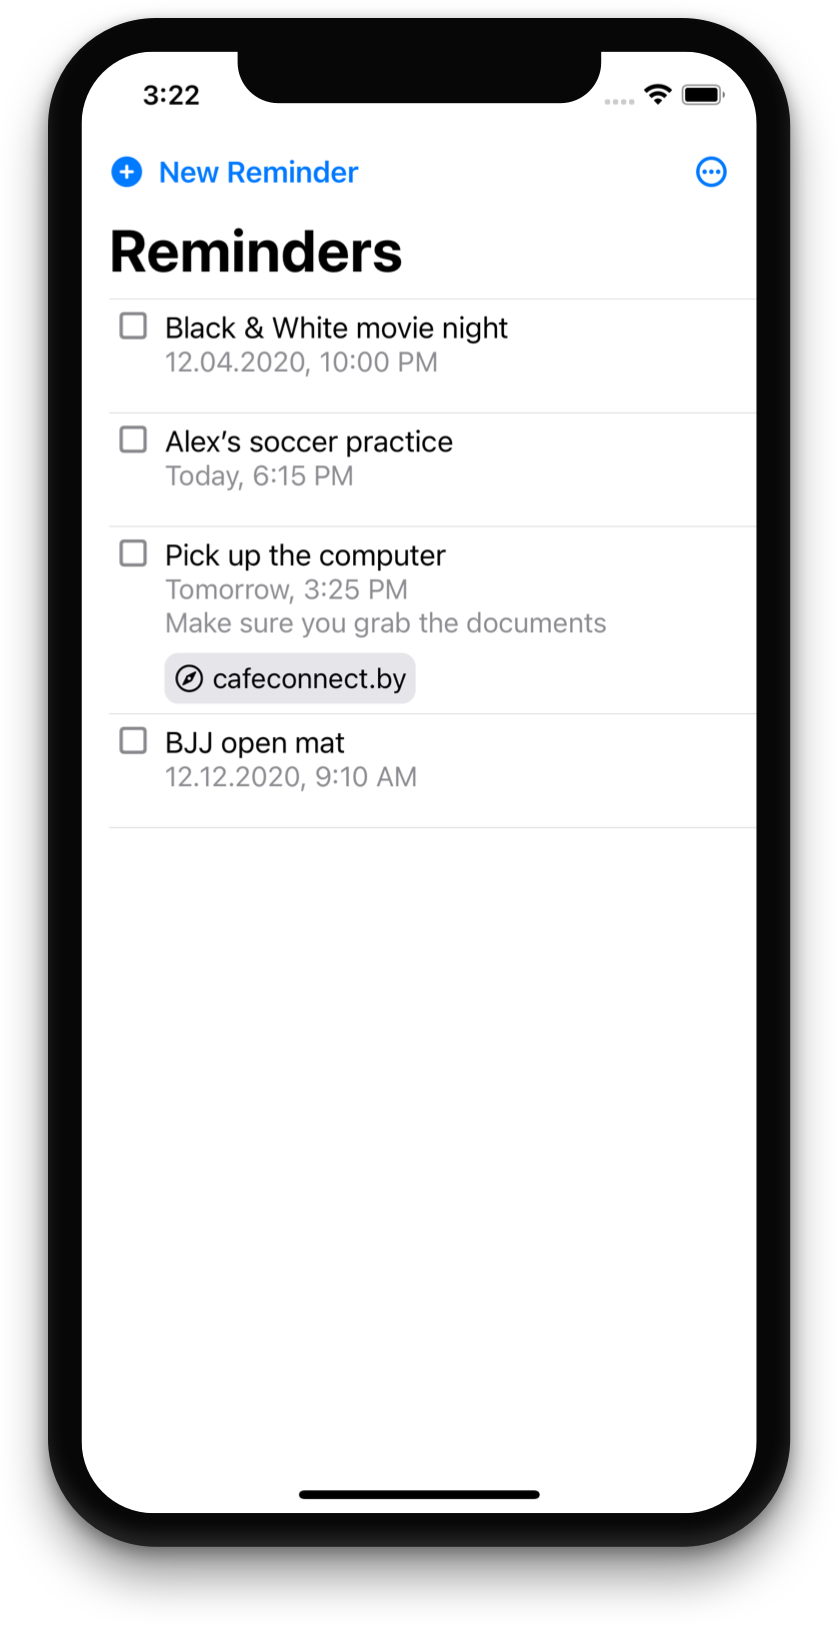 3:22
New Reminder
Reminders
Black & White movie night
12.04.2020, 10:00 PM
Alex’s soccer practice
Today, 6:15 PM
Pick up the computer
Tomorrow, 3:25 PM
Make sure you grab the documents
cafeconnect.by
BJJ open mat
12.12.2020, 9:10 AM